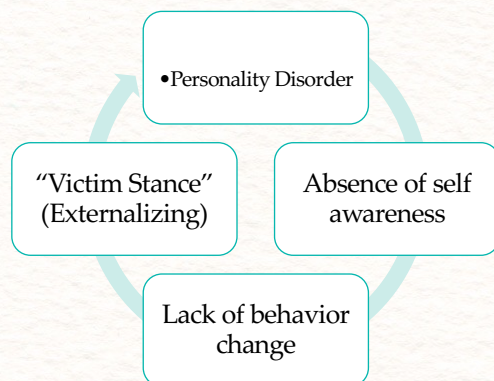 •Personality Disorder
Absence of self
awareness
Lack of behavior
change
“Victim Stance”
(Externalizing)